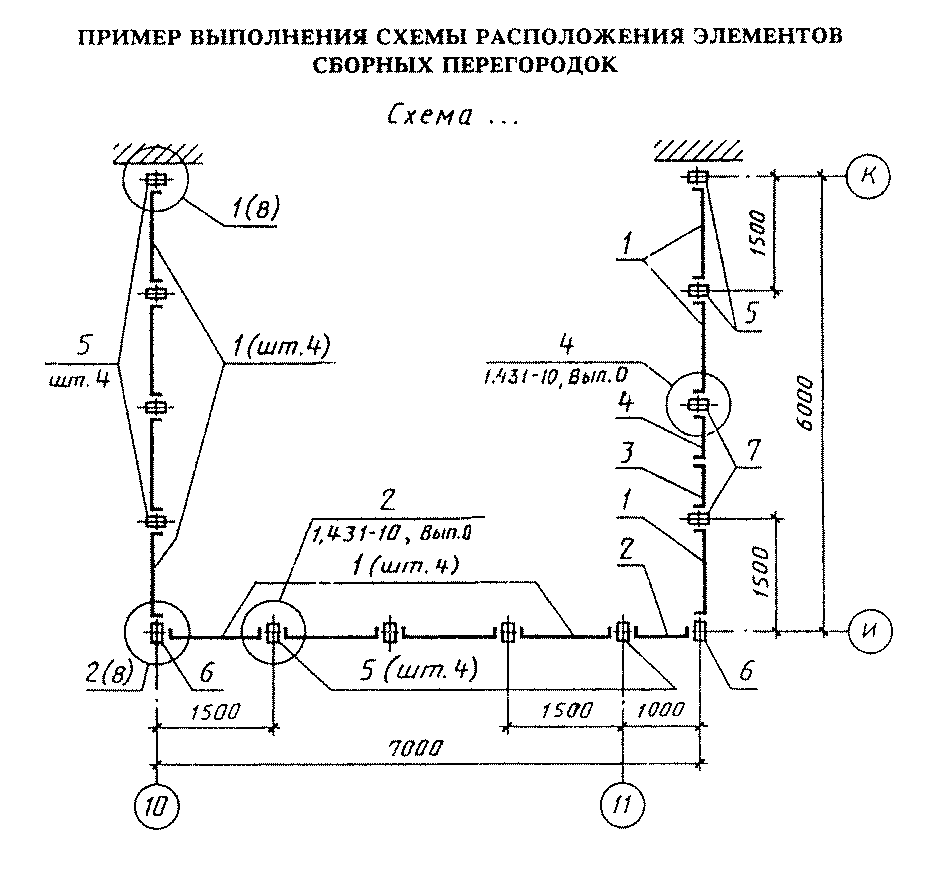 ПРИМЕР ВЫПОЛНЕНИЯ СХЕМЫ РАСПОЛОЖЕНИЯ ЭЛЕМЕНТОВ
СБОРНЫХ ПЕРЕГОРОДОК
Схема ...
К
1(в)
1500
1
5
5
шт. 4
1 (шт. 4)
4
1.431-10, Вып.0
6000
4
7
3
2
1,431-10, Вып.0
1
1 (шт. 4)
2
1500
И
2(в)
6
5 (шт. 4)
6
1500
1500
1000
7000
10
11